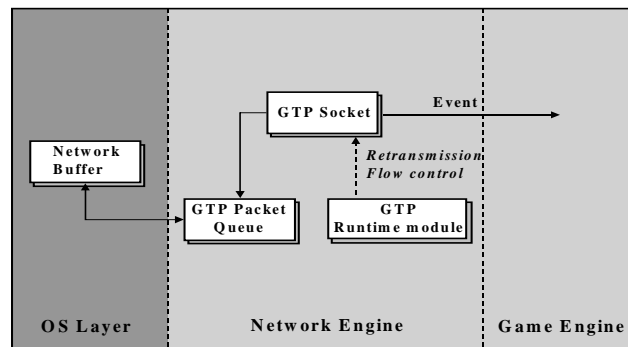 GTP Socket
Event
Network
Buffer
Retransmission
Flow control
GTP Packet
Queue
GTP
Runtime module
OS Layer
Network Engine
Game Engine